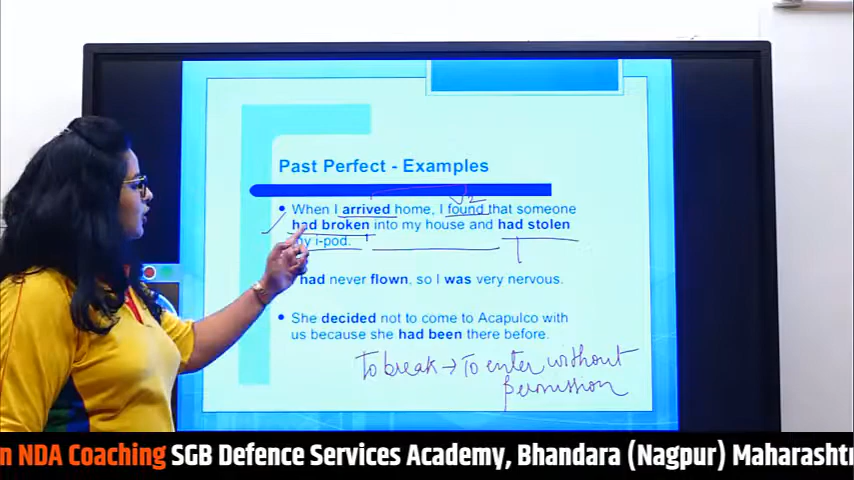 Past Perfect - Examples
• When I arrived home, I found that someone
had broken into my house and had stolen
my i-pod.
had never flown, so I was very nervous.
• She decided not to come to Acapulco with
us because she had been there before.
V2
To break → To enter without
permission
n NDA Coaching SGB Defence Services Academy, Bhandara (Nagpur) Maharashtr